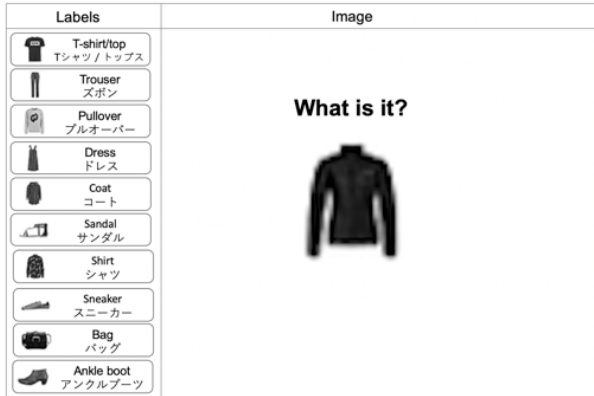 Labels
Image
T-shirt/top
Tシャツ / トップス
Trouser
ズボン
Pullover
プルオーバー
Dress
ドレス
Coat
コート
Sandal
サンダル
Shirt
シャツ
Sneaker
スニーカー
Bag
バッグ
Ankle boot
アンクルブーツ
What is it?